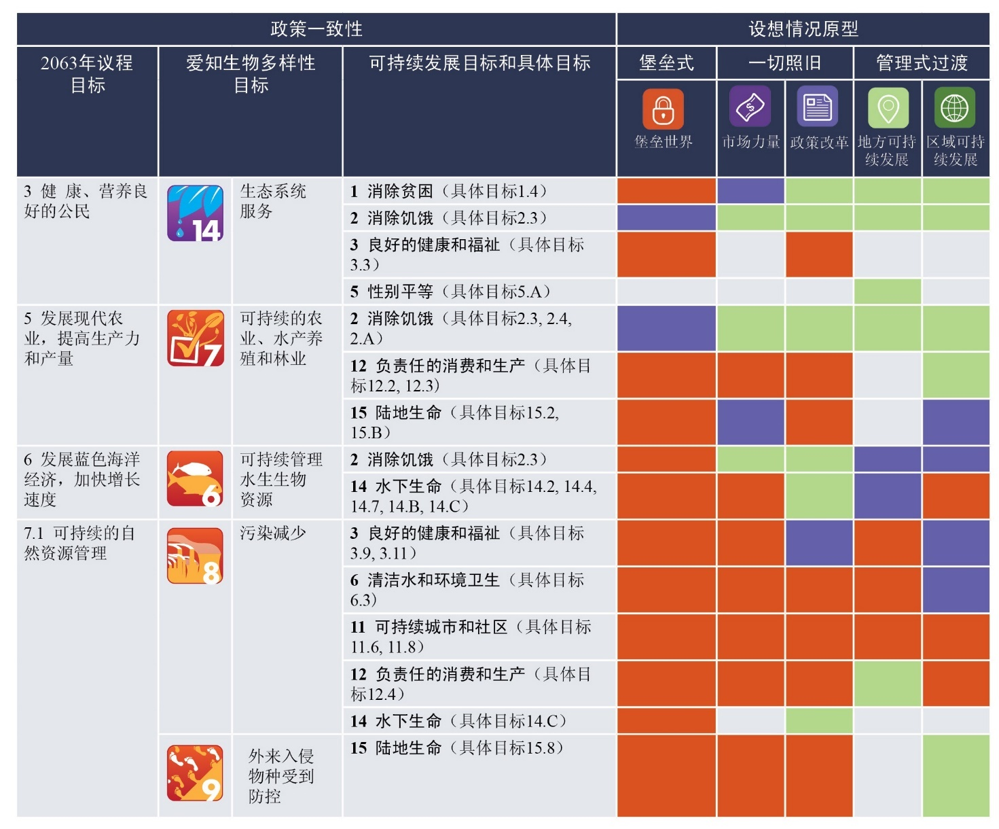 政策一致性
设想情况原型
2063年议程
目标
爱知生物多样性
目标
可持续发展目标和具体目标
堡垒式
一切照旧
管理式过渡
堡垒世界
市场力量
政策改革
地方可持
续发展
区域可持
续发展
3 健 康、营养良
好的公民
14
生态系统
服务
1 消除贫困（具体目标1.4）
2 消除饥饿（具体目标2.3）
3 良好的健康和福祉（具体目标
3.3）
5 性别平等（具体目标5.A）
5 发展现代农
业，提高生产力
和产量
7
可持续的农
业、水产养
殖和林业
2 消除饥饿（具体目标2.3, 2.4,
2.A）
12 负责任的消费和生产（具体目
标12.2, 12.3)
15 陆地生命（具体目标15.2,
15.B）
6 发展蓝色海洋
经济，加快增长
速度
6
可持续管理
水生生物
资源
2 消除饥饿（具体目标2.3）
14 水下生命（具体目标14.2, 14.4,
14.7, 14.B, 14.C）
7.1 可持续的自
然资源管理
8
污染减少
3 良好的健康和福祉（具体目标
3.9, 3.11）
6 清洁水和环境卫生（具体目标
6.3)
11 可持续城市和社区（具体目标
11.6, 11.8）
12 负责任的消费和生产（具体目
标12.4）
14 水下生命（具体目标14.C）
9
外来入侵
物种受到
防控
15 陆地生命（具体目标15.8）